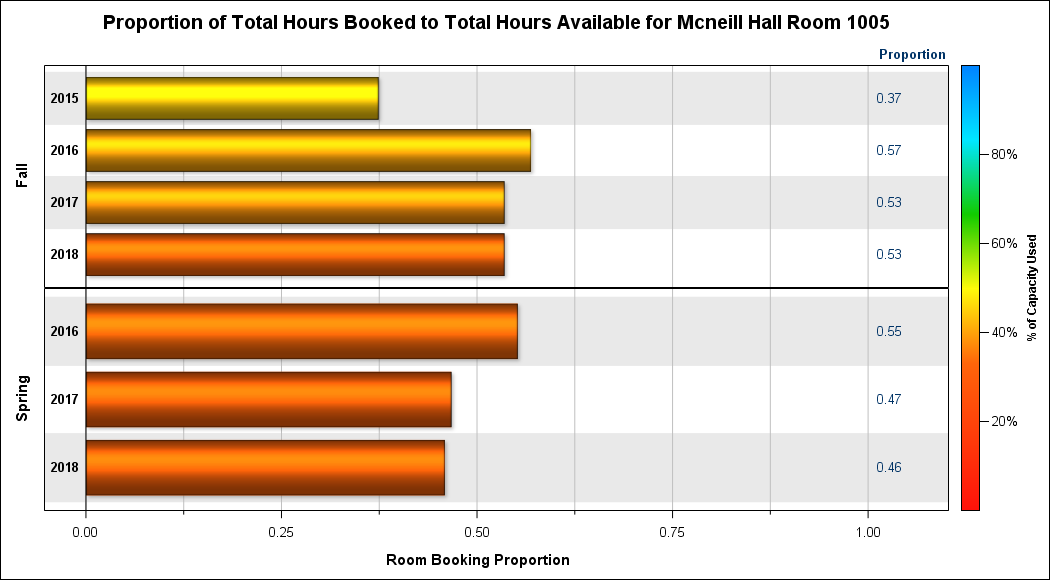 Proportion of Total Hours Booked to Total Hours Available for Mcneill Hall Room 1005
Proportion
Fall
2015 0.37
2016 0.57
2017 0.53
2018 0.53
Spring
2016 0.55
2017 0.47
2018 0.46
0.00 0.25 0.50 0.75 1.00
Room Booking Proportion
80%
60%
40%
20%
% of Capacity Used